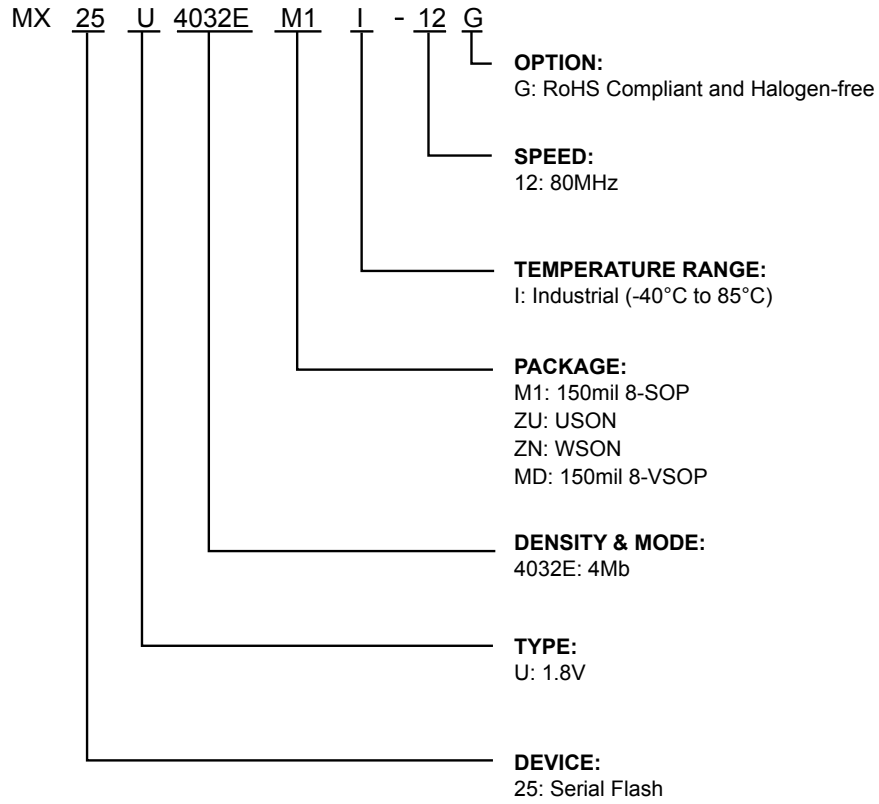 MX 25 U 4032E M1 I - 12 G
OPTION:
G: RoHS Compliant and Halogen-free
SPEED:
12: 80MHz
TEMPERATURE RANGE:
I: Industrial (-40°C to 85°C)
PACKAGE:
M1: 150mil 8-SOP
ZU: USON
ZN: WSON
MD: 150mil 8-VSOP
DENSITY & MODE:
4032E: 4Mb
TYPE:
U: 1.8V
DEVICE:
25: Serial Flash